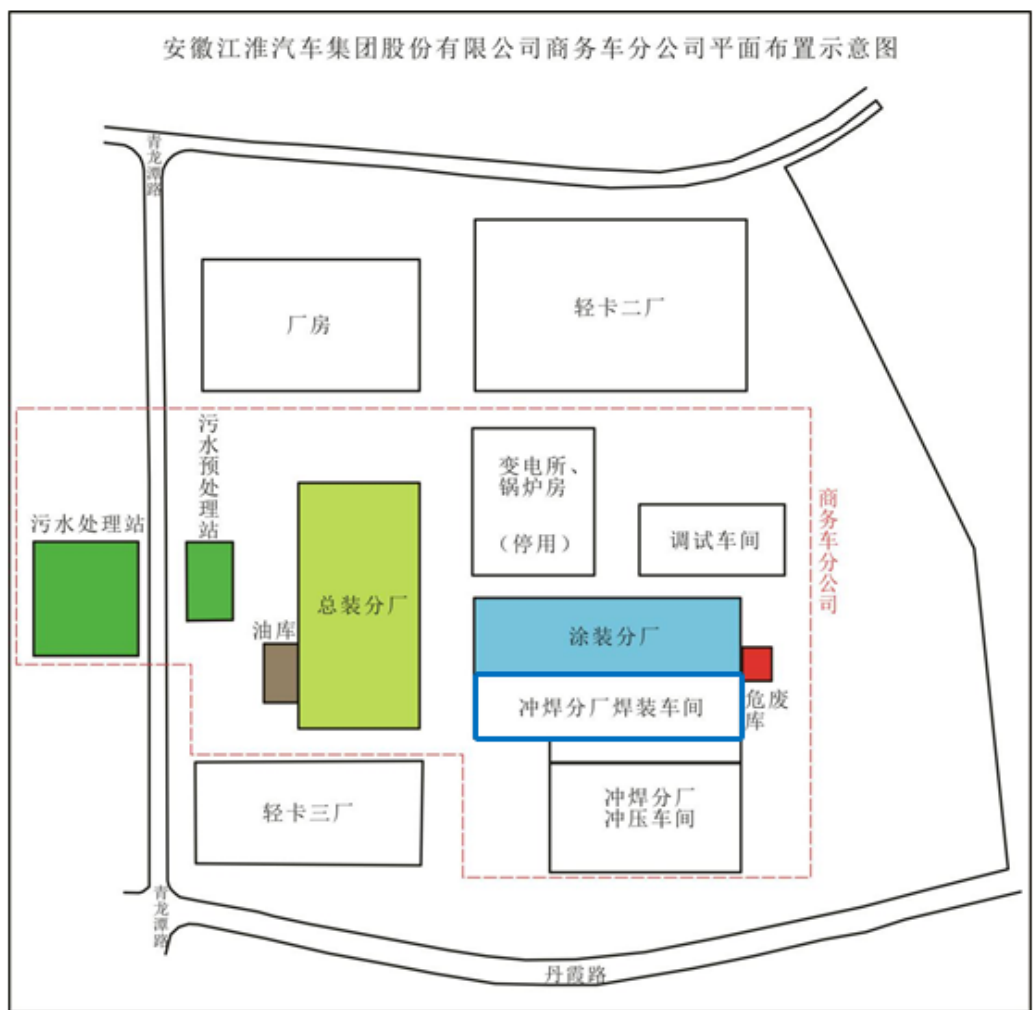 安徽江淮汽车集团股份有限公司商务车分公司平面布置示意图
青龙潭路
轻卡二厂
厂房
污水预处理站
变电所、
锅炉房
（停用）
商务车分公司
污水处理站
调试车间
总装分厂
油库
涂装分厂
冲焊分厂焊装车间
危废
库
冲焊分厂
冲压车间
轻卡三厂
青龙潭路
丹霞路